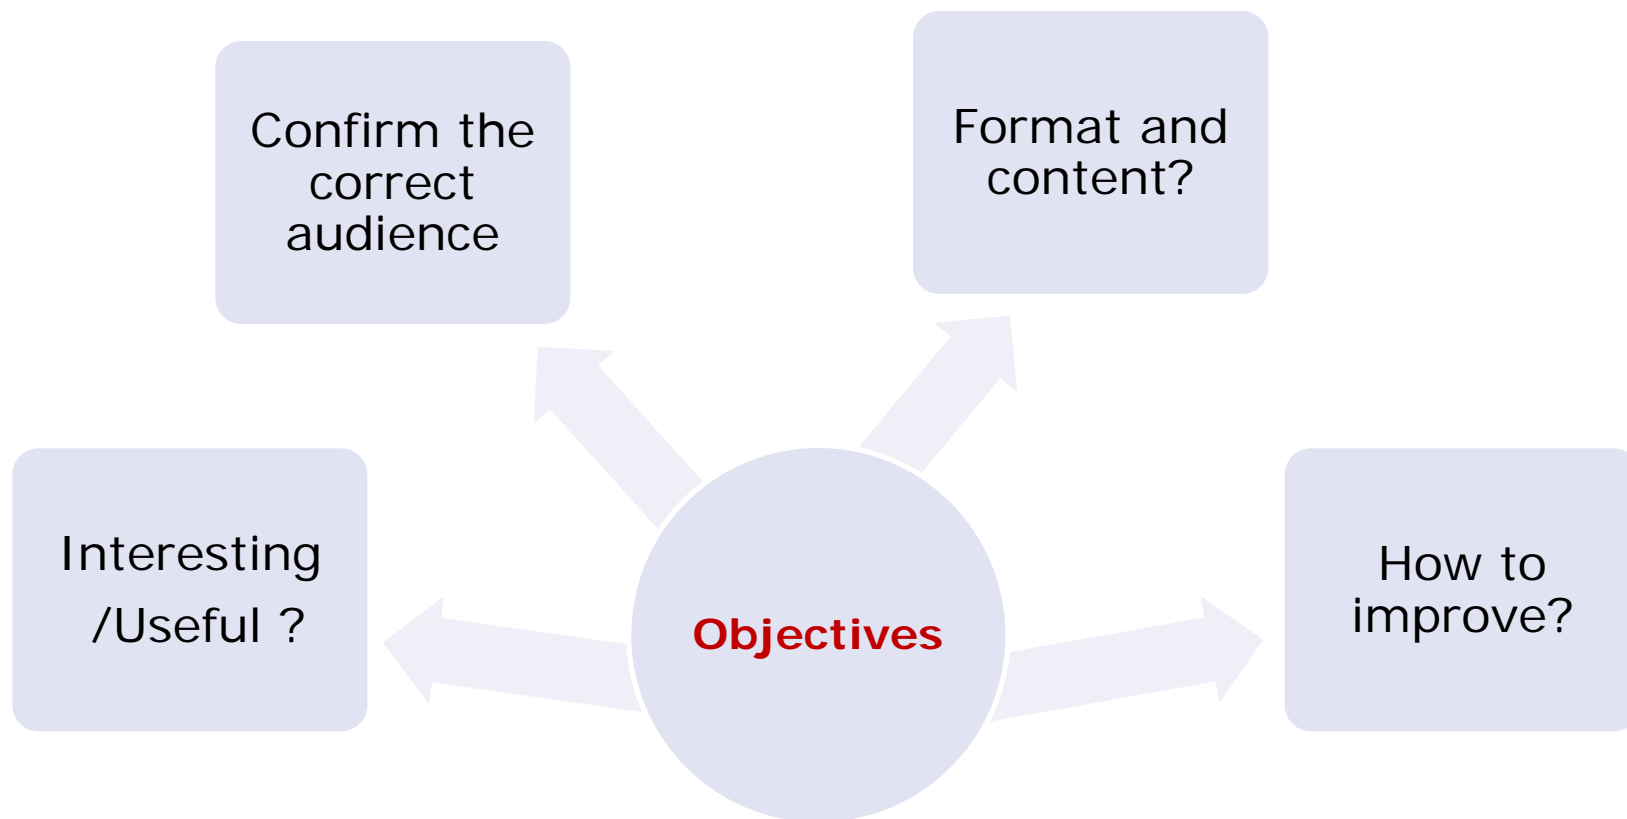 Confirm the
correct
audience
Format and
content?
Interesting
/Useful ?
Objectives
How to
improve?